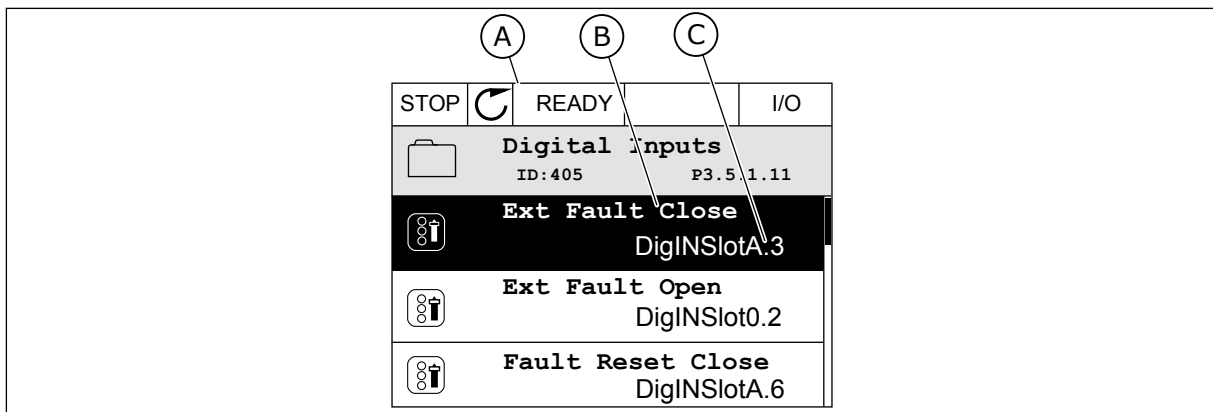 A B C
STOP READY I/O
Digital Inputs
ID:405 P3.5.1.11
Ext Fault Close
DigINSlotA.3
Ext Fault Open
DigINSlot0.2
Fault Reset Close
DigINSlotA.6